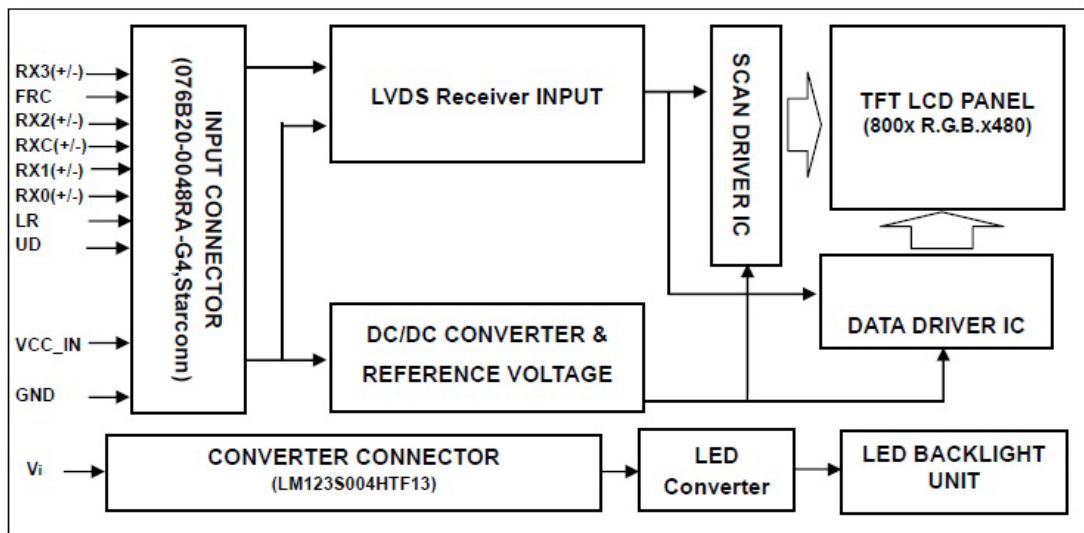 RX3(+/-)
FRC
RX2(+/-)
RXC(+/-)
RX1(+/-)
RX0(+/-)
LR
UD
VCC_IN
GND
INPUT CONNECTOR
(076B20-0048RA-G4,Starconn)
LVDS Receiver INPUT
SCAN DRIVER IC
TFT LCD PANEL
(800x R.G.B.x480)
DC/DC CONVERTER &
REFERENCE VOLTAGE
DATA DRIVER IC
Vi
CONVERTER CONNECTOR
(LM123S004HTF13)
LED
Converter
LED BACKLIGHT
UNIT